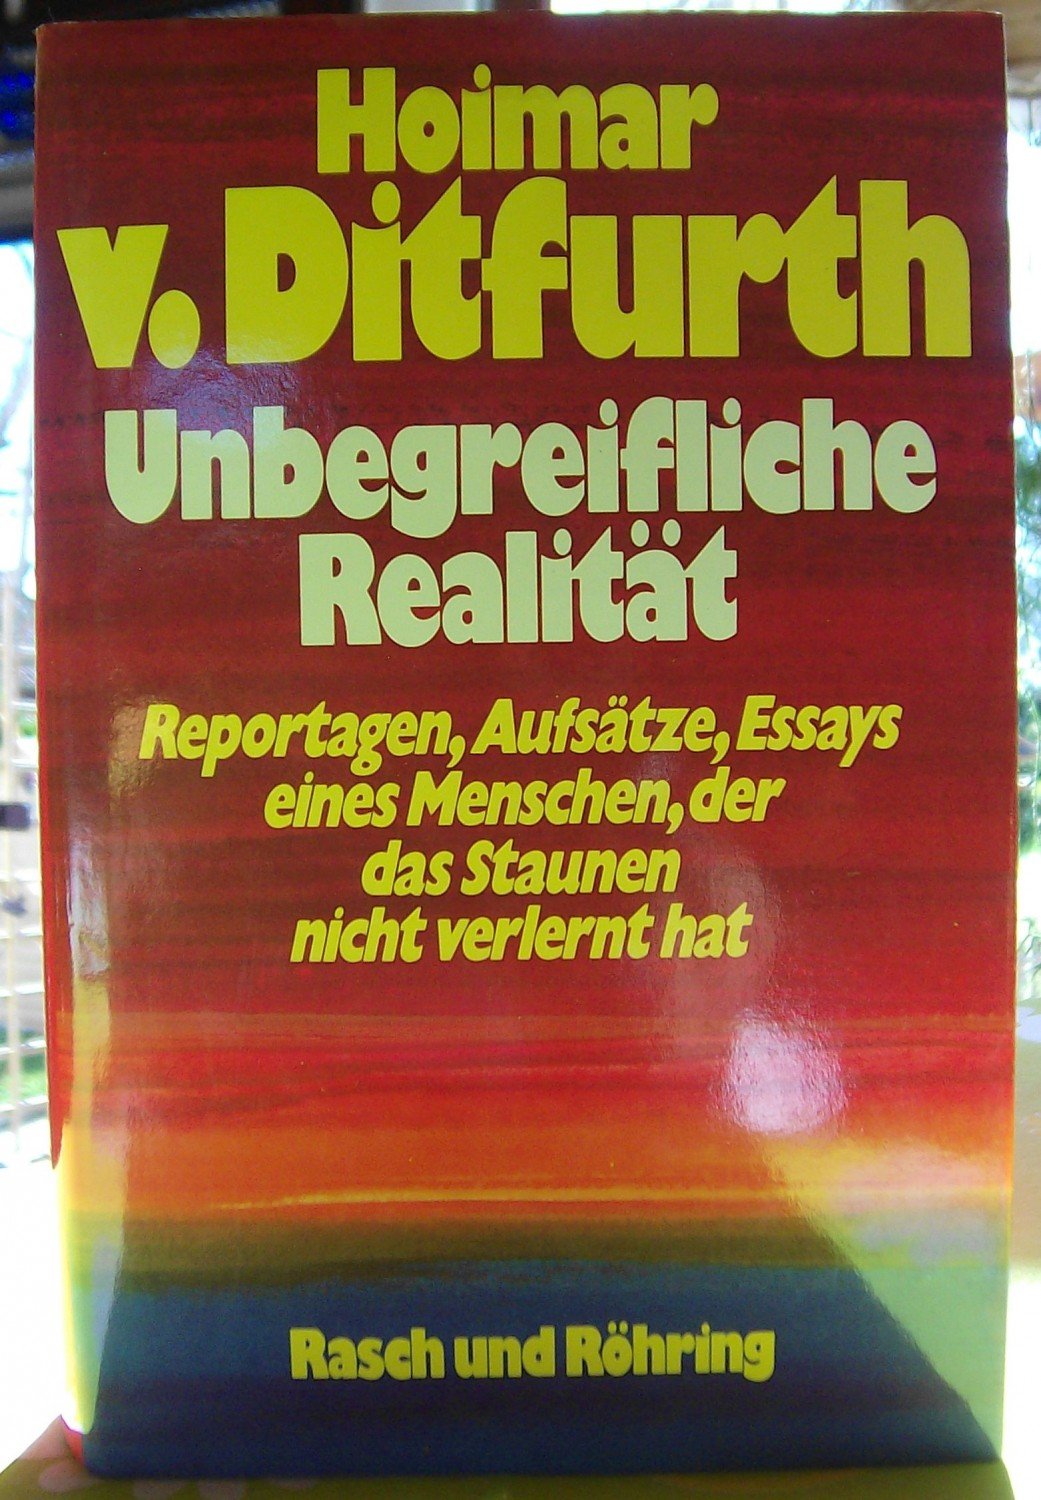 Hoimar
v. Ditfurth
Unbegreifliche
Realität
Reportagen, Aufsätze, Essays
eines Menschen, der
das Staunen
nicht verlernt hat
Rasch und Röhring